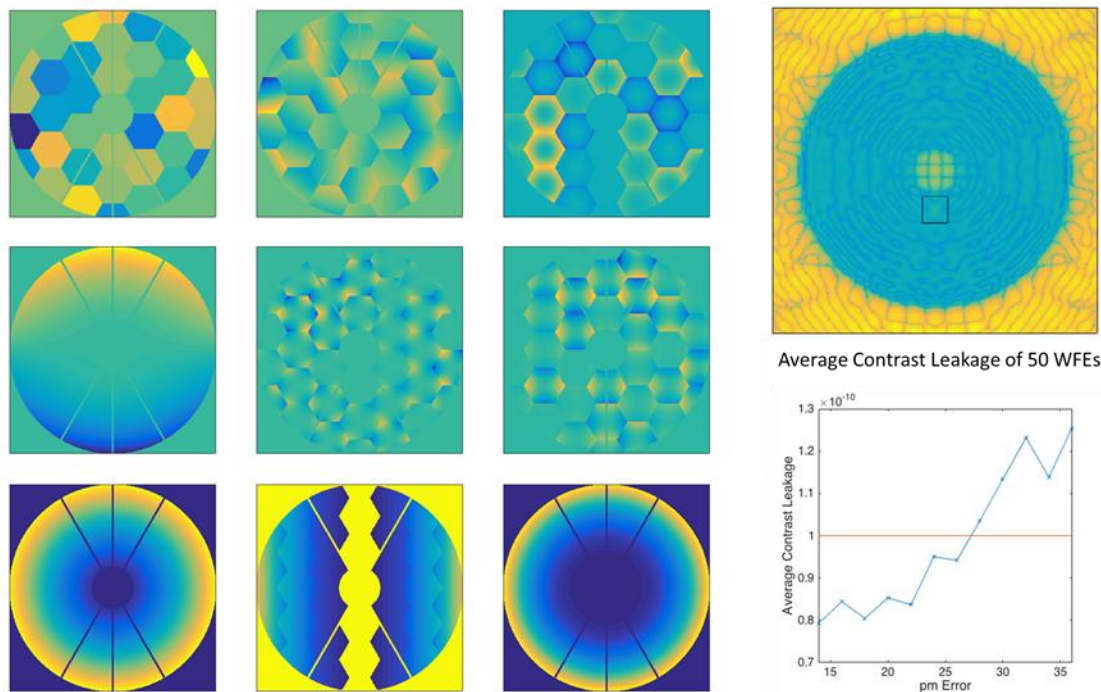 Average Contrast Leakage of 50 WFEs
×10-10
1.3
1.2
1.1
1
0.9
0.8
0.7
Average Contrast Leakage
15 20 25 30 35
pm Error